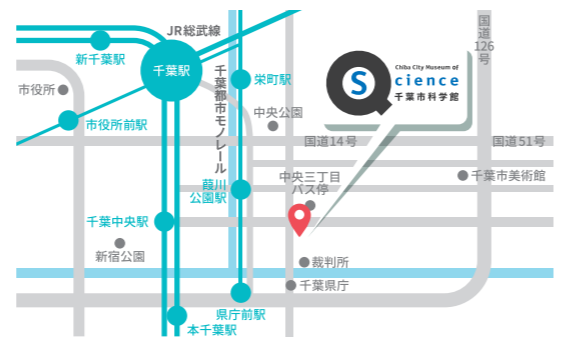 JR総武線
国道126号
新千葉駅
千葉駅
千葉都市モノレール
栄町駅
Chiba City Museum of
Science
千葉市科学館
市役所
市役所前駅
中央公園
国道14号
国道51号
中央三丁目
バス停
千葉市美術館
葭川
公園駅
千葉中央駅
新宿公園
裁判所
千葉県庁
県庁前駅
本千葉駅